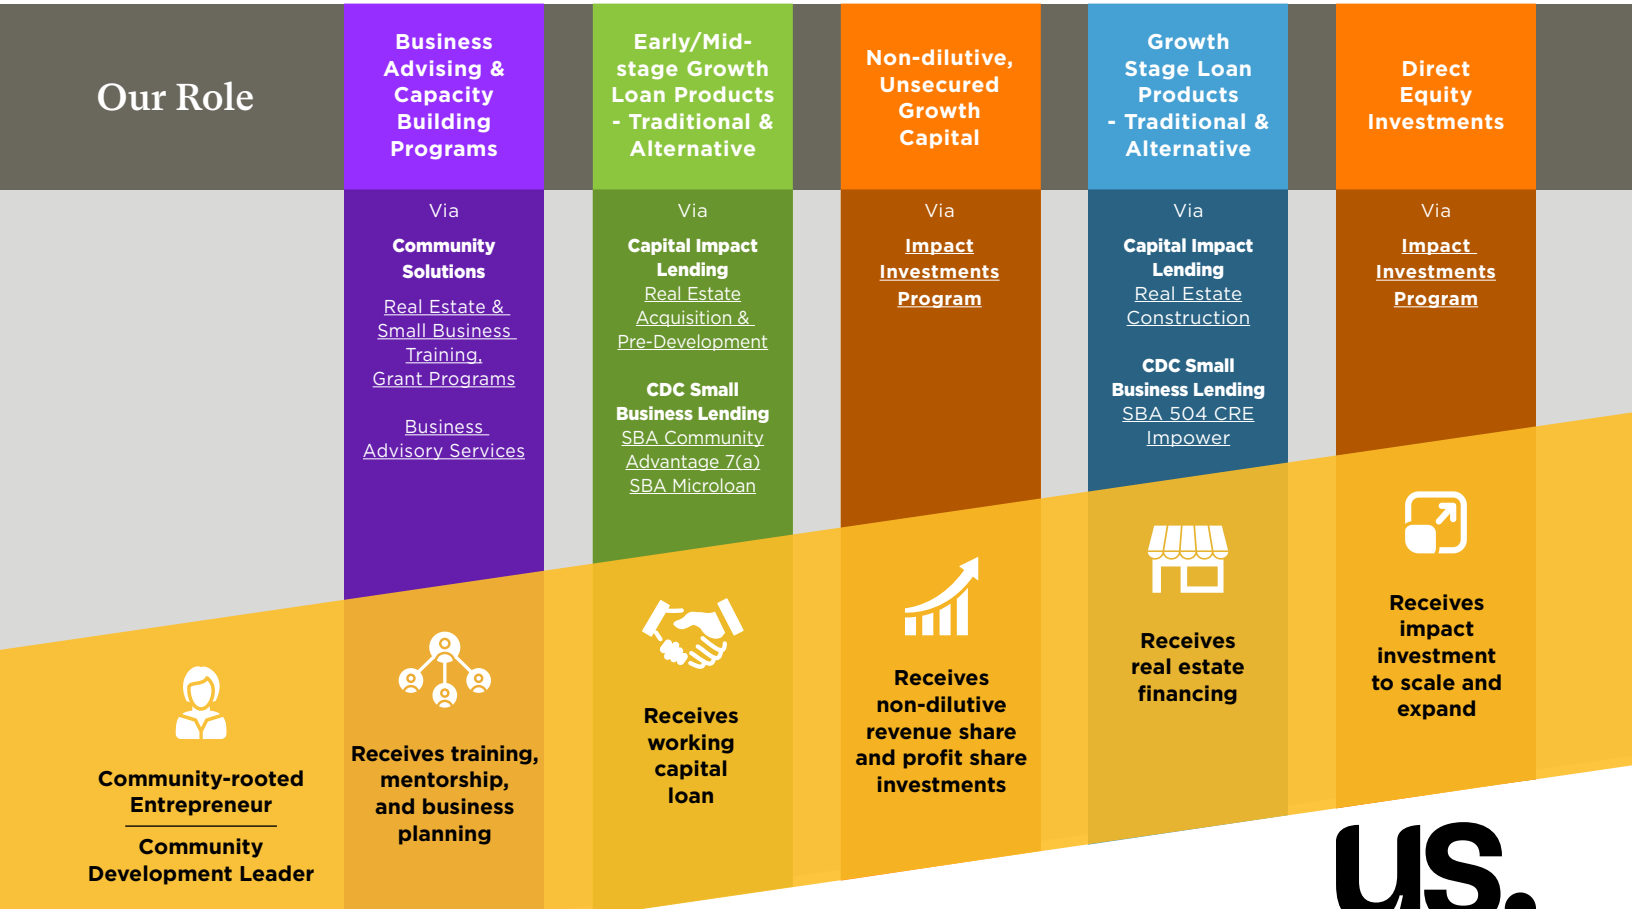 Our Role
Business
Advising &
Capacity
Building
Programs
Early/Mid-
stage Growth
Loan Products
- Traditional &
Alternative
Non-dilutive,
Unsecured
Growth
Capital
Growth
Stage Loan
Products
- Traditional &
Alternative
Direct
Equity
Investments
Via
Community
Solutions
Real Estate &
Small Business
Training,
Grant Programs
Business
Advisory Services
Via
Capital Impact
Lending
Real Estate
Acquisition &
Pre-Development
CDC Small
Business Lending
SBA Community
Advantage 7(a)
SBA Microloan
Via
Impact
Investments
Program
Via
Capital Impact
Lending
Real Estate
Construction
CDC Small
Business Lending
SBA 504 CRE
Impower
Via
Impact
Investments
Program
Community-rooted
Entrepreneur
Community
Development Leader
Receives training,
mentorship,
and business
planning
Receives
working
capital
loan
Receives
non-dilutive
revenue share
and profit share
investments
Receives
real estate
financing
Receives
impact
investment
to scale and
expand
us.